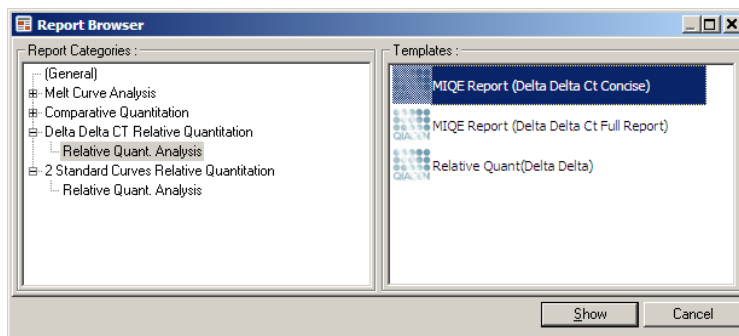 Report Browser
Report Categories :
(General)
Melt Curve Analysis
Comparative Quantitation
Delta Delta CT Relative Quantitation
Relative Quant. Analysis
2 Standard Curves Relative Quantitation
Relative Quant. Analysis
Templates :
MIQE Report (Delta Delta Ct Concise)
QIAGEN
MIQE Report (Delta Delta Ct Full Report)
QIAGEN
Relative Quant(Delta Delta)
Show
Cancel